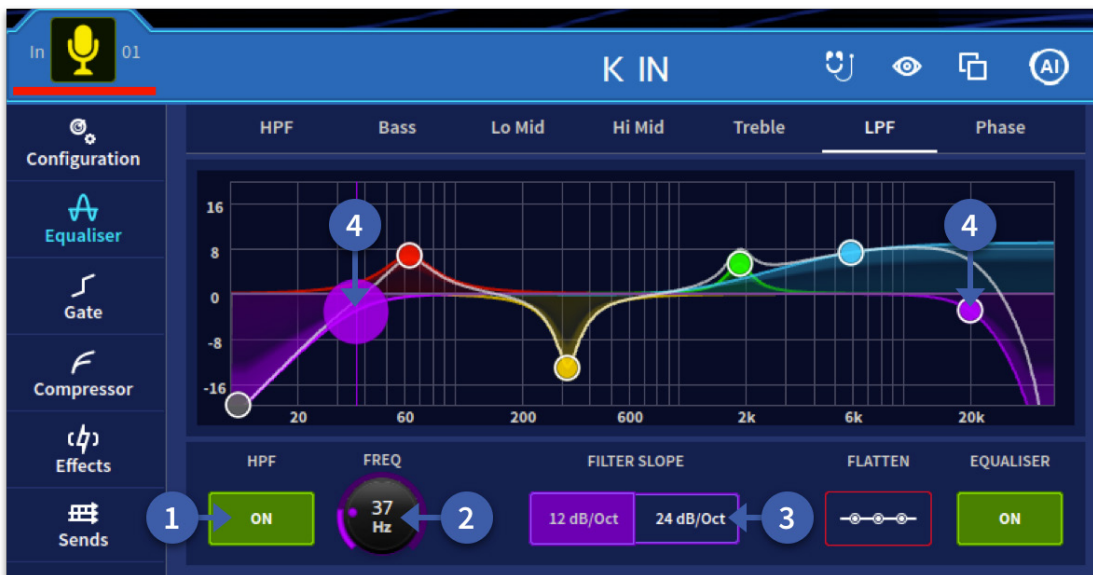 In 01 K IN AI
Configuration
Equaliser
Gate
Compressor
Effects
Sends
HPF Bass Lo Mid Hi Mid Treble LPF Phase
16
8
0
-8
-16
4 4
20 60 200 600 2k 6k 20k
HPF FREQ FILTER SLOPE FLATTEN EQUALISER
1 ON 37 Hz 2 12 dB/Oct 24 dB/Oct 3 ON